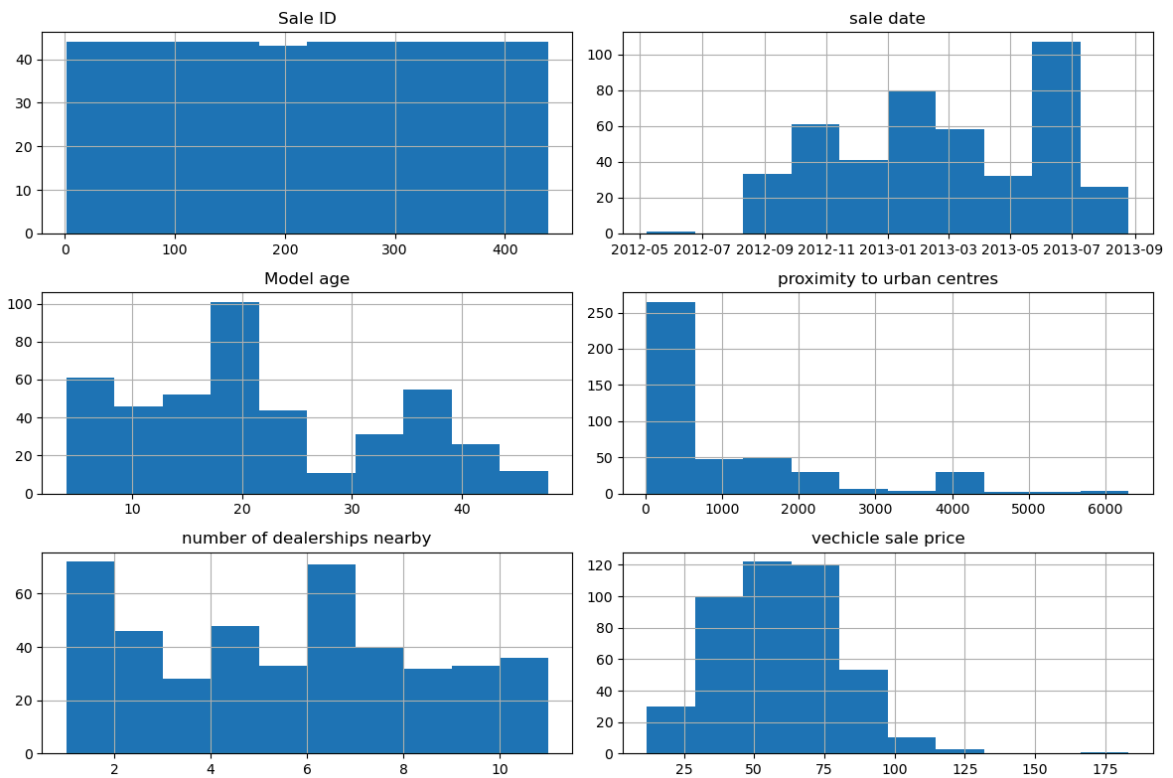 Sale ID
40
30
20
10
0
0 100 200 300 400
sale date
100
80
60
40
20
0
2012-05 2012-07 2012-09 2012-11 2013-01 2013-03 2013-05 2013-07 2013-09
Model age
100
80
60
40
20
0
10 20 30 40
proximity to urban centres
250
200
150
100
50
0
0 1000 2000 3000 4000 5000 6000
number of dealerships nearby
60
40
20
0
2 4 6 8 10
vechicle sale price
120
100
80
60
40
20
0
25 50 75 100 125 150 175